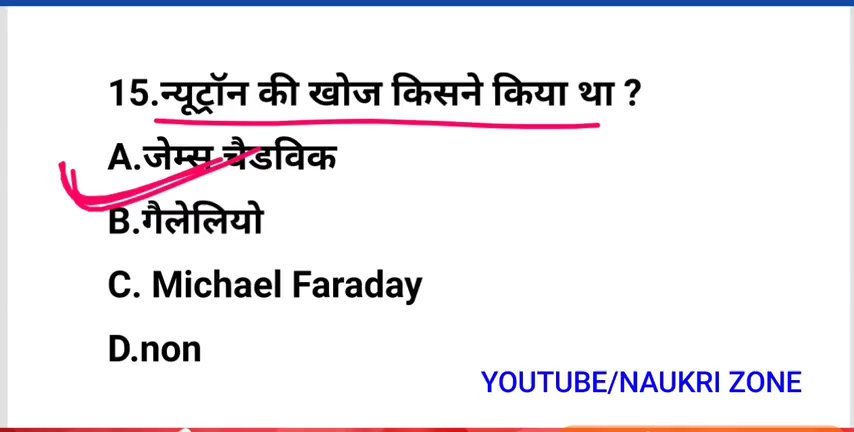 15.न्यूट्रॉन की खोज किसने किया था ?
A.जेम्स चैडविक
B.गैलेलियो
C. Michael Faraday
D.non
YOUTUBE/NAUKRI ZONE